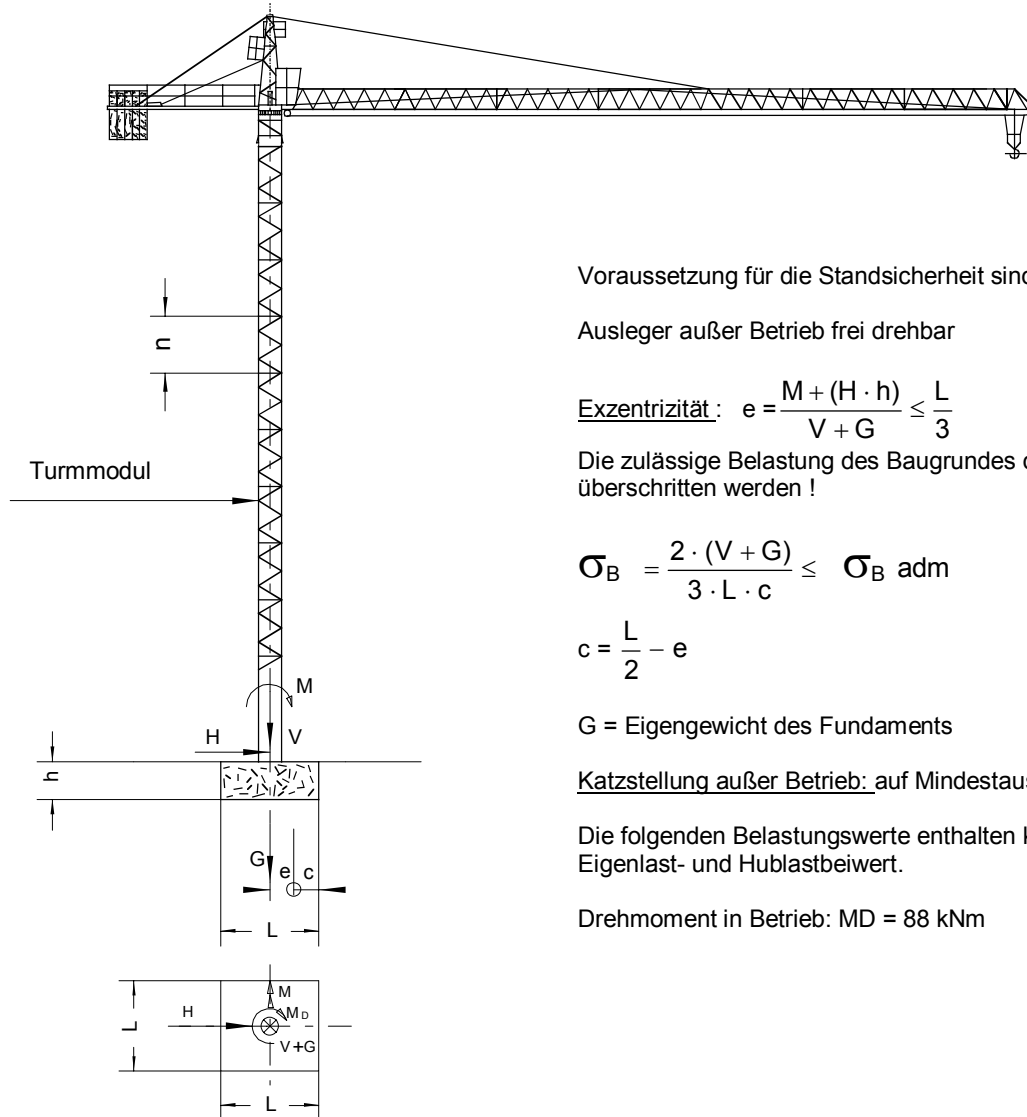 Voraussetzung für die Standsicherheit sind
Ausleger außer Betrieb frei drehbar
n
Exzentrizität : e = (M + (H · h)) / (V + G) ≤ L / 3
Turmmodul
Die zulässige Belastung des Baugrundes
überschritten werden !
σB = (2 · (V + G)) / (3 · L · c) ≤ σB adm
c = L / 2 − e
M
H V
G = Eigengewicht des Fundaments
h
Katzstellung außer Betrieb: auf
Die folgenden Belastungswerte enthalten
G e c
Eigenlast- und Hublastbeiwert.
Drehmoment in Betrieb: MD = 88 kNm
L
M
H MD
L
V+G
L